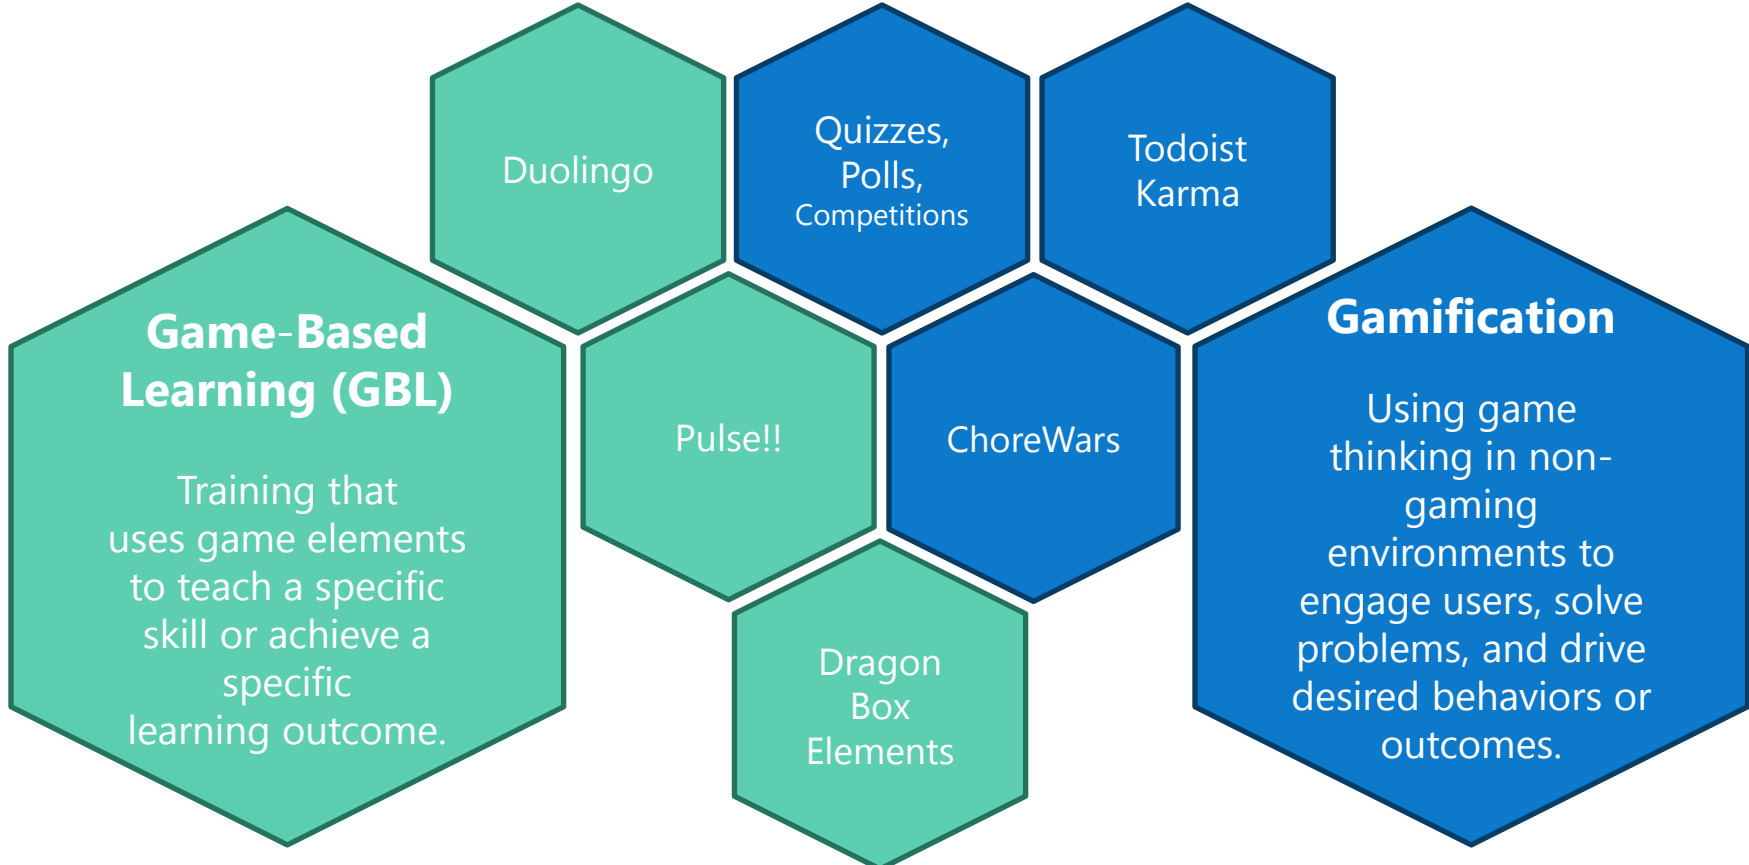 Duolingo
Quizzes,
Polls,
Competitions
Todoist
Karma
Game-Based
Learning (GBL)
Training that
uses game elements
to teach a specific
skill or achieve a
specific
learning outcome.
Pulse!!
ChoreWars
Dragon
Box
Elements
Gamification
Using game
thinking in non-
gaming
environments to
engage users, solve
problems, and drive
desired behaviors or
outcomes.